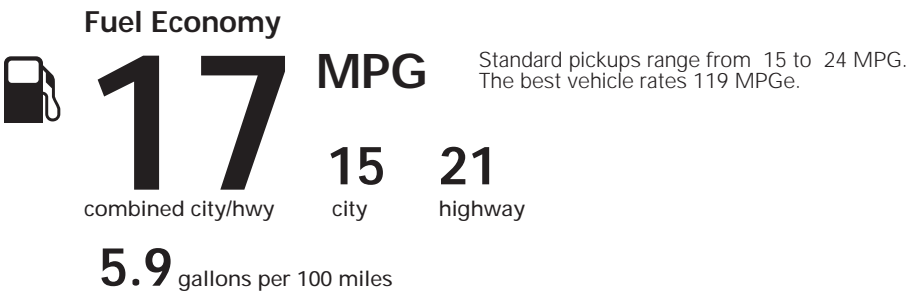 Fuel Economy
17 MPG
Standard pickups range from 15 to 24 MPG.
The best vehicle rates 119 MPGe.
combined city/hwy
15 city
21 highway
5.9 gallons per 100 miles